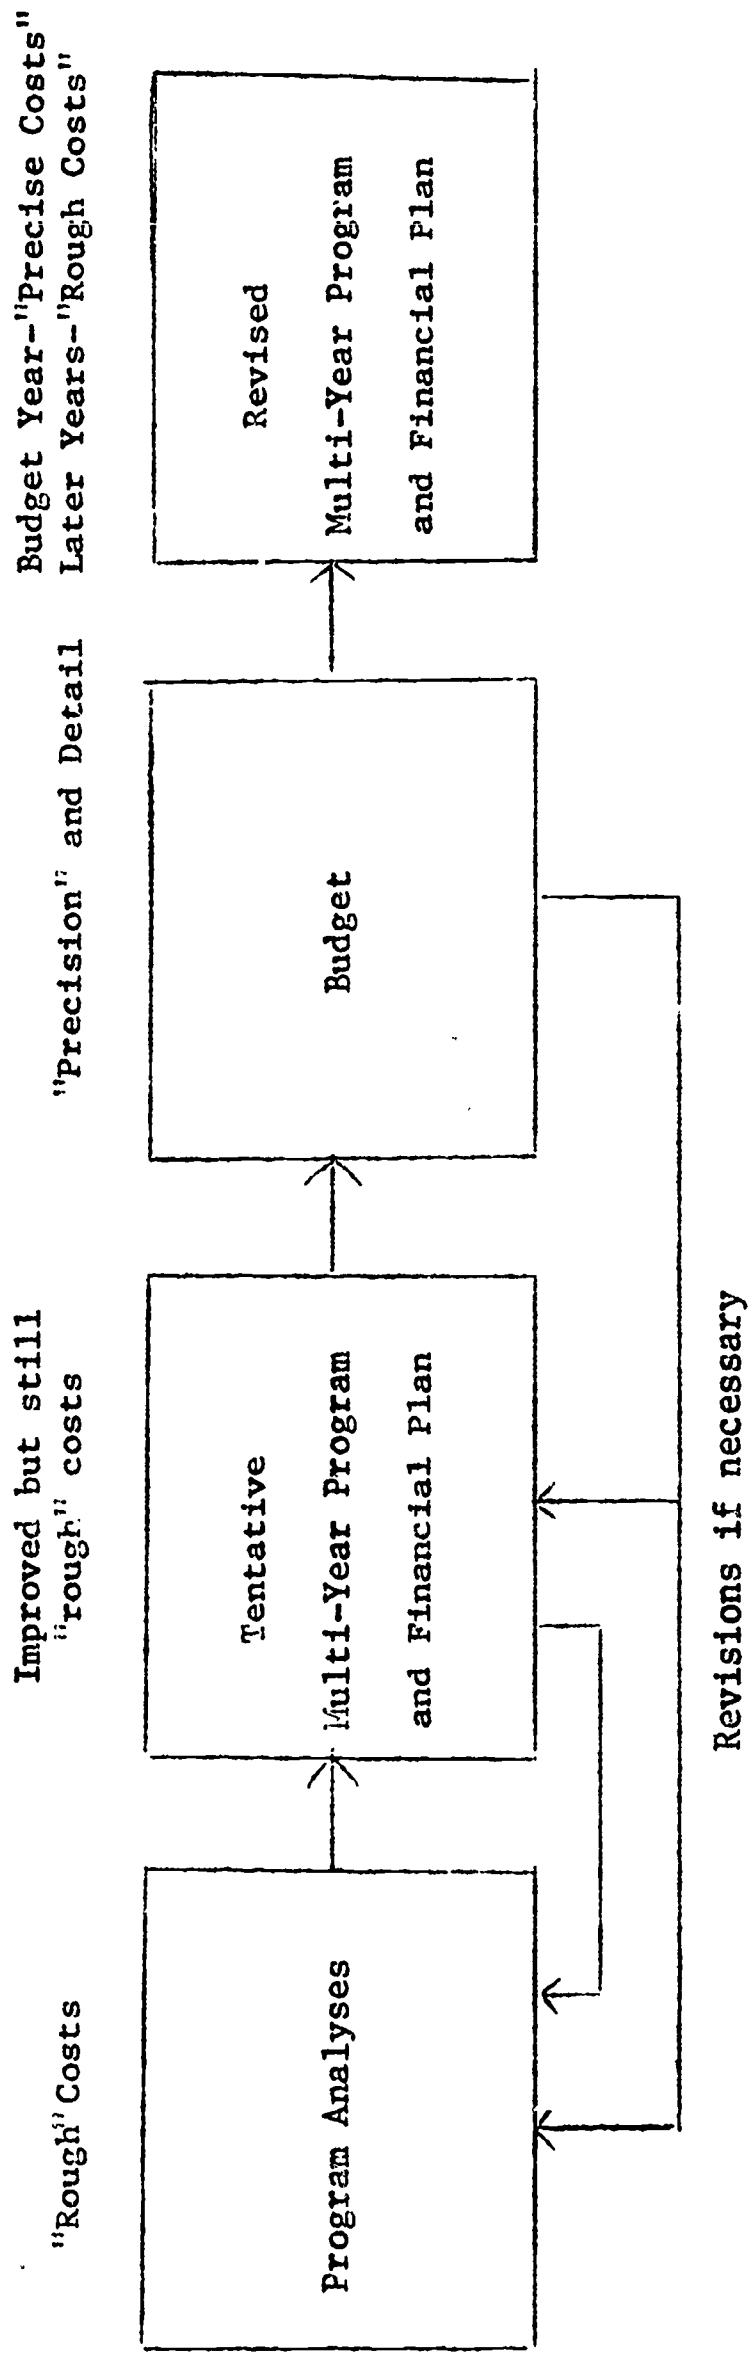 "Rough" Costs
Improved but still
"rough" costs
"Precision" and Detail
Budget Year-"Precise Costs"
Later Years-"Rough Costs"
Program Analyses
Tentative
Multi-Year Program
and Financial Plan
Budget
Revised
Multi-Year Program
and Financial Plan
Revisions if necessary